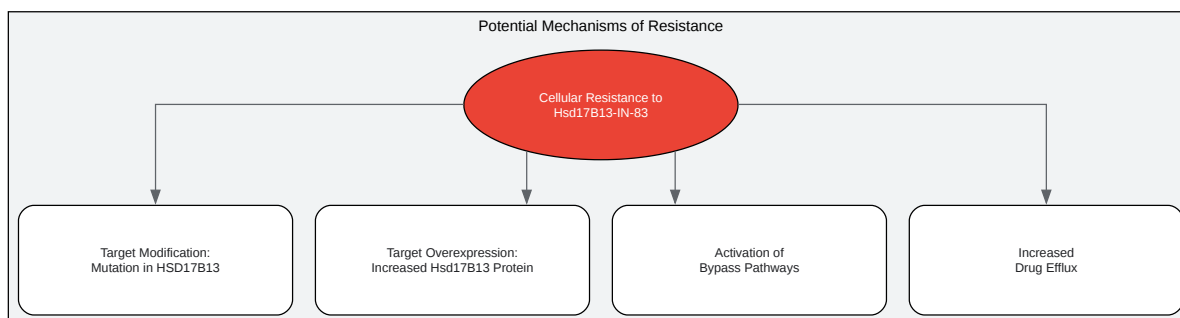 Potential Mechanisms of Resistance
Cellular Resistance to
Hsd17B13-IN-83
Target Modification:
Mutation in HSD17B13
Target Overexpression:
Increased Hsd17B13 Protein
Activation of
Bypass Pathways
Increased
Drug Efflux